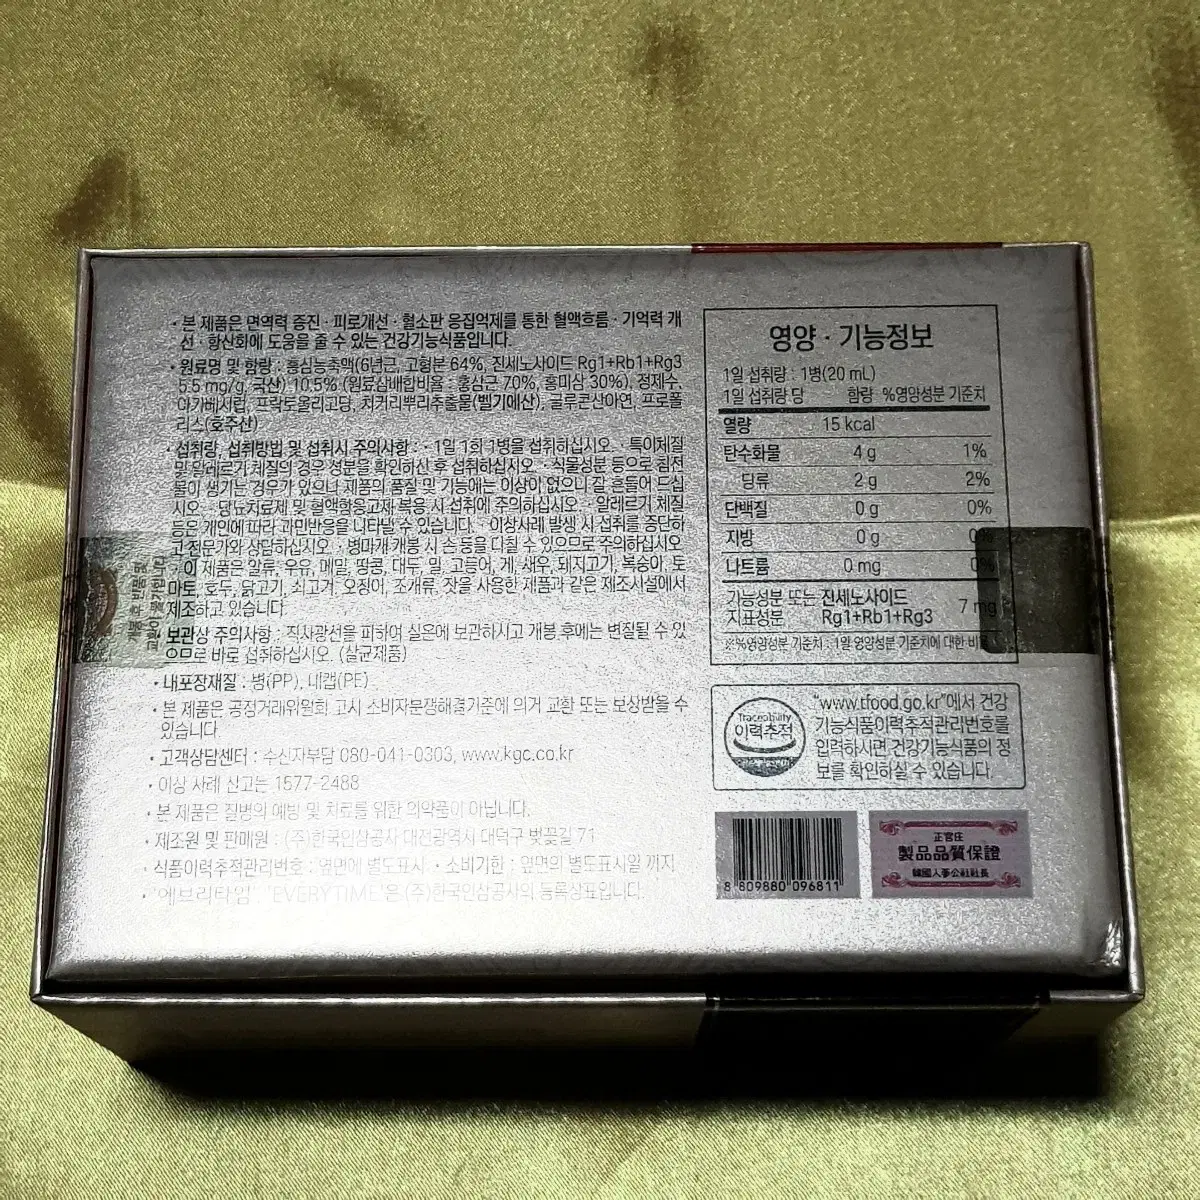 · 본 제품은 면역력 증진 · 피로개선 · 혈소판 응집억제를 통한 혈액흐름 · 기억력 개
선 · 항산화에 도움을 줄 수 있는 건강기능식품입니다.
· 원료명 및 함량 : 홍삼농축액(6년근, 고형분 64%, 진세노사이드 Rg1+Rb1+Rg3
5.5 mg/g, 국산) 10.5% (원료삼배합비율 : 홍삼근 70%, 홍미삼 30%), 정제수,
아가베시럽, 프락토올리고당, 치커리뿌리추출물(벨기에산), 글루콘산아연, 프로폴
리스(호주산)
· 섭취량, 섭취방법 및 섭취시 주의사항 : · 1일 1회 1병을 섭취하십시오. · 특이체질
및 알레르기 체질의 경우 성분을 확인하신 후 섭취하십시오. · 식물성분 등으로 침전
물이 생기는 경우가 있으나 제품의 품질 및 기능에는 이상이 없으니 잘 흔들어 드십
시오. · 당뇨치료제 및 혈액항응고제 복용 시 섭취에 주의하십시오. · 알레르기 체질
등은 개인에 따라 과민반응을 나타낼 수 있습니다. · 이상사례 발생 시 섭취를 중단하
고 전문가와 상담하십시오. · 병마개 개봉 시 손 등을 다칠 수 있으므로 주의하십시오.
· 이 제품은 알류, 우유, 메밀, 땅콩, 대두, 밀, 고등어, 게, 새우, 돼지고기, 복숭아, 토
마토, 호두, 닭고기, 쇠고기, 오징어, 조개류, 잣을 사용한 제품과 같은 제조시설에서
제조하고 있습니다.
· 보관상 주의사항 : 직사광선을 피하여 실온에 보관하시고 개봉 후에는 변질될 수 있
으므로 바로 섭취하십시오. (살균제품)
· 내포장재질 : 병(PP), 내캡(PE)
· 본 제품은 공정거래위원회 고시 소비자분쟁해결기준에 의거 교환 또는 보상받을 수
있습니다.
· 고객상담센터 : 수신자부담 080-041-0303, www.kgc.co.kr
· 이상 사례 신고는 1577-2488
· 본 제품은 질병의 예방 및 치료를 위한 의약품이 아닙니다.
· 제조원 및 판매원 : (주)한국인삼공사 대전광역시 대덕구 벚꽃길 71
· 식품이력추적관리번호 : 옆면에 별도표시 · 소비기한 : 옆면의 별도표시일 까지
· '에브리타임', 'EVERYTIME'은 (주)한국인삼공사의 등록상표입니다.
영양 · 기능정보
1일 섭취량 : 1병(20 mL)
1일 섭취량 당 함량 %영양성분 기준치
열량 15 kcal
탄수화물 4 g 1%
당류 2 g 2%
단백질 0 g 0%
지방 0 g 0%
나트륨 0 mg 0%
기능성분 또는 진세노사이드
지표성분 Rg1+Rb1+Rg3 7 mg
※%영양성분 기준치 : 1일 영양성분 기준치에 대한 비율
Traceability
이력추적
"www.tfood.go.kr"에서 건강
기능식품이력추적관리번호를
입력하시면 건강기능식품의 정
보를 확인하실 수 있습니다.
8 809880 096811
正官庄
製品品質保證
韓國人蔘公社社長